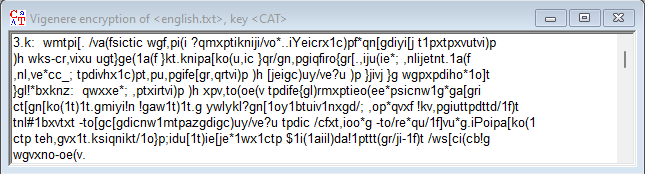 Vigenere encryption of <english.txt>, key <CAT>
3.k:  wmtpi[. /va(fsictic wgf,pi(i ?qmxptikniji/vo*..iYeicrx1c)pf*qn[gdiyi[j t1pxtpxvutvi)p
)h wks-cr,vixu ugt}ge(1a(f }kt.knipa[ko(u,ic }qr/gn,pgiqfiro{gr[.,iju(ie*; ,nlijetnt.1a(f
,nl,ve*cc_; tpdivhx1c)pt,pu,pgife[gr,qrtvi)p )h [jeigc)uy/ve?u )p }jivj }g wgpxpdiho*1o]t
}gl!*bxknz:  qwxxe*; ,ptxirtvi)p )h xpv,to(oe(v tpdife{gl)rmxptieo(ee*psicnw1g*ga[gri
ct[gn[ko(1t)1t.gmiyi!n !gaw1t)1t.g ywlykl?gn[1oy1btuiv1nxgd/; ,op*qvxf !kv,pgiuttpdttd/1f)t
tnl#1bxvtxt -to[gc[gdicnw1mtpazgdigc)uy/ve?u tpdic /cfxt,ioo*g -to/re*qu/1f]vu*g.iPoipa[ko(1
ctp teh,gvx1t.ksiqnikt/1o}p;idu[1t)ie[je*1wx1ctp $1i(1aiil)da!1pttt(gr/ji-1f)t /ws[ci(cb!g
wgvxno-oe(v.